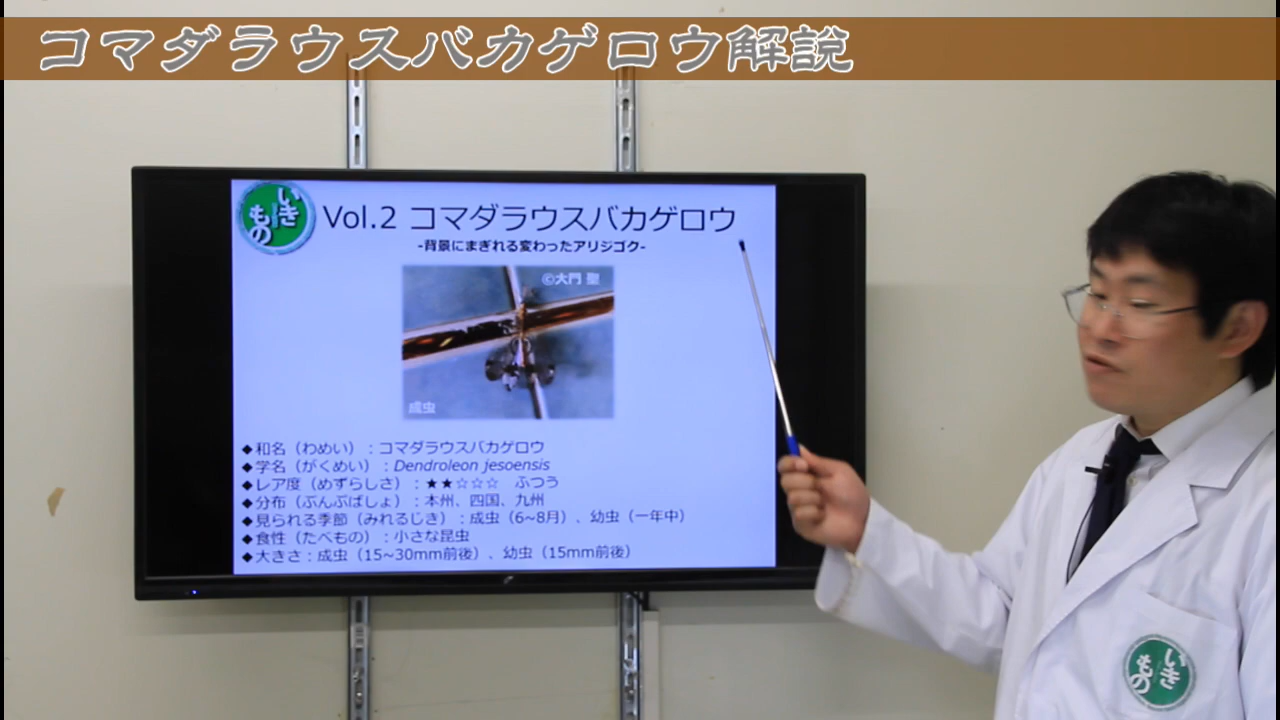 コマダラウスバカゲロウ解説
いきもの
Vol.2 コマダラウスバカゲロウ
-背景にまぎれる変わったアリジゴク-
©大門 聖
成虫
◆和名（わめい）：コマダラウスバカゲロウ
◆学名（がくめい）：Dendroleon jesoensis
◆レア度（めずらしさ）：★★☆☆☆ ふつう
◆分布（ぶんぷばしょ）：本州、四国、九州
◆見られる季節（みれるじき）：成虫（6~8月）、幼虫（一年中）
◆食性（たべもの）：小さな昆虫
◆大きさ：成虫（15~30mm前後）、幼虫（15mm前後）
いきもの